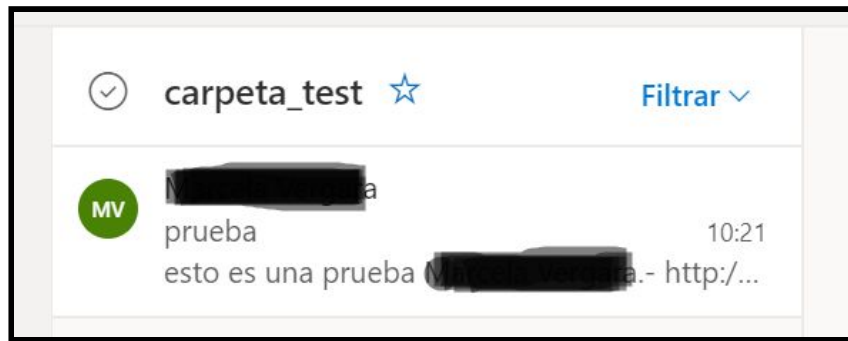 carpeta_test
Filtrar
MV
prueba
10:21
esto es una prueba .- http:/...